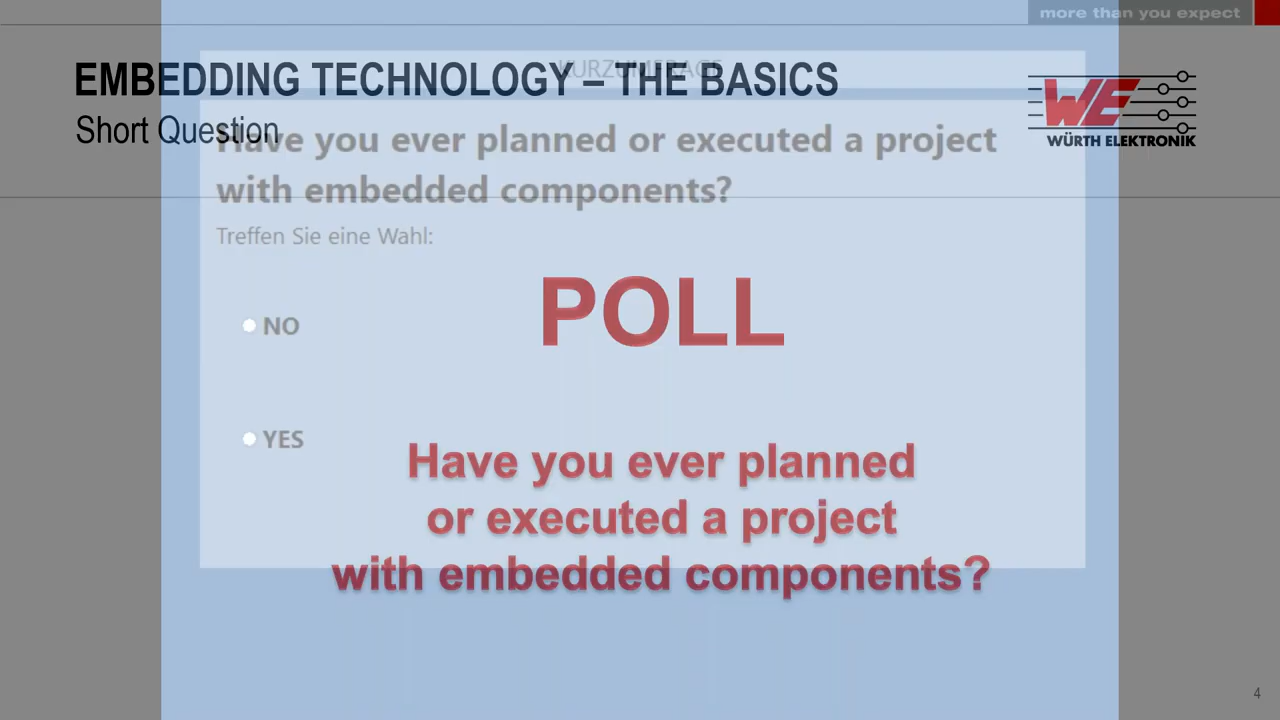 more than you expect
EMBEDDING TECHNOLOGY – THE BASICS
Short Question
WE
WÜRTH ELEKTRONIK
KURZUMFRAGE
Have you ever planned or executed a project
with embedded components?
Treffen Sie eine Wahl:
NO
YES
POLL
Have you ever planned
or executed a project
with embedded components?
4